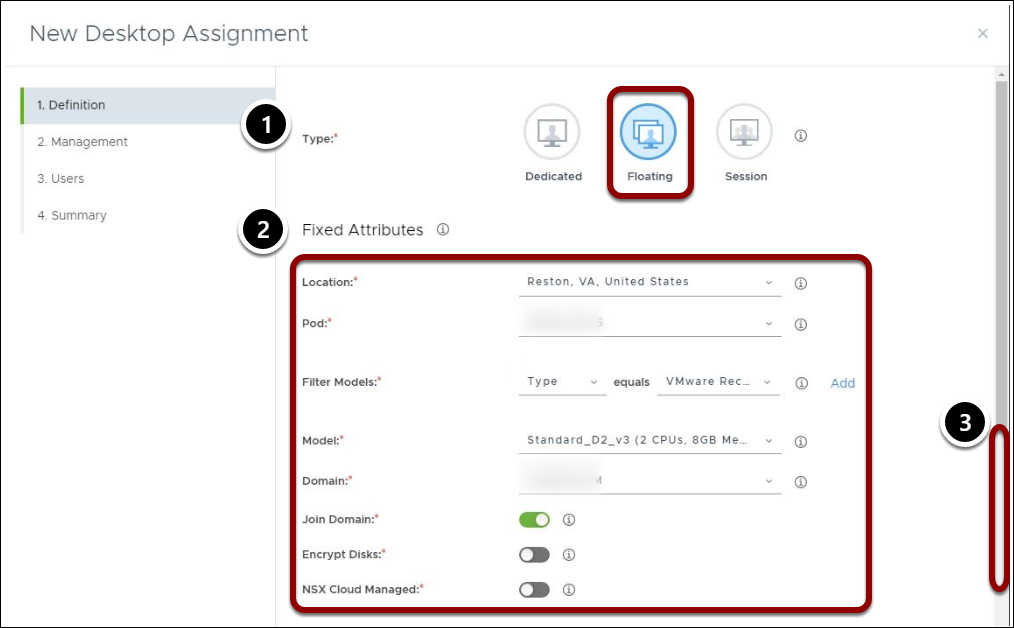 New Desktop Assignment
1. Definition
2. Management
3. Users
4. Summary
1
Type:*
Dedicated
Floating
Session
2
Fixed Attributes
Location:* Reston, VA, United States
Pod:*
Filter Models:* Type equals VMware Rec... Add
Model:* Standard_D2_v3 (2 CPUs, 8GB Me...
3
Domain:*
Join Domain:*
Encrypt Disks:*
NSX Cloud Managed:*